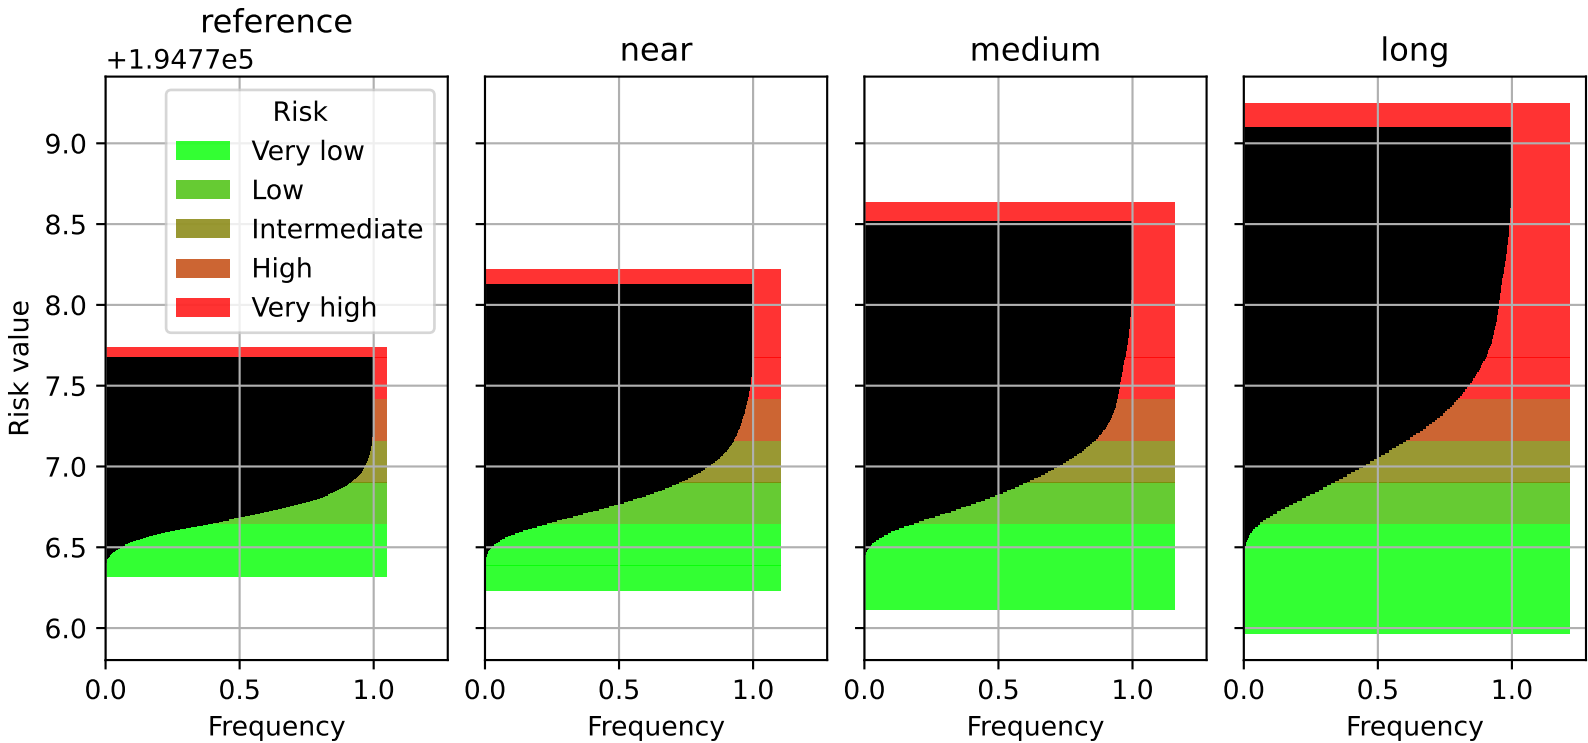 reference
near
medium
long
+1.9477e5
Risk
Very low
Low
Intermediate
High
Very high
Risk value
9.0
8.5
8.0
7.5
7.0
6.5
6.0
0.0 0.5 1.0
0.0 0.5 1.0
0.0 0.5 1.0
0.0 0.5 1.0
Frequency
Frequency
Frequency
Frequency